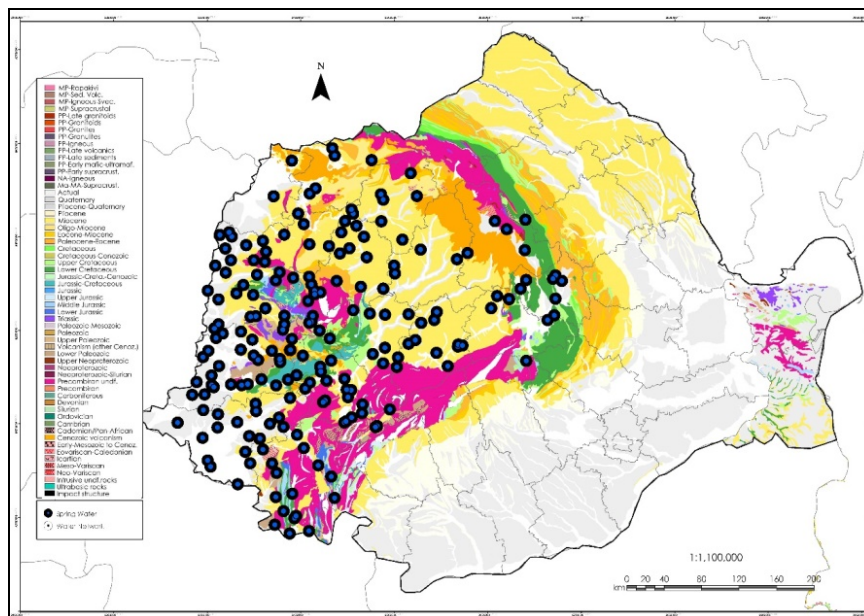 N
MP-Rapakivi
MP-Sed. Volc.
MP-Igneous Svec.
MP-Supracrustal
PP-Late granitoids
PP-Granitoids
PP-Granites
PP-Granulites
PP-Igneous
PP-Late volcanics
PP-Late sediments
PP-Early mafic-ultramaf.
PP-Early supracrust.
NA-Igneous
Ma-MA-Supracrust.
Actual
Quaternary
Pliocene-Quaternary
Pliocene
Miocene
Oligo-Miocene
Eocene-Miocene
Paleocene-Eocene
Cretaceous
Cretaceous Cenozoic
Upper Cretaceous
Lower Cretaceous
Jurassic-Creta.-Cenozoic
Jurassic-Cretaceous
Jurassic
Upper Jurassic
Middle Jurassic
Lower Jurassic
Triassic
Paleozoic Mesozoic
Paleozoic
Upper Paleozoic
Volcanism (other Cenoz.)
Lower Paleozoic
Upper Neoproterozoic
Neoproterozoic
Neoproterozoic-Silurian
Precambrian undf.
Precambrian
Carboniferous
Devonian
Silurian
Ordovician
Cambrian
Cadomian/Pan-African
Cenozoic volcanism
Early-Mesozoic to Cenoz.
Eovariscan-Caledonian
Icartian
Meso-Variscan
Neo-Variscan
Intrusive undf.rocks
Ultrabasic rocks
Impact structure
Spring Water
Water Network
1:1,100,000
km
0 20 40 80 120 160 200